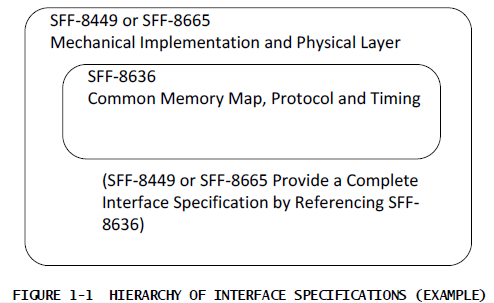 SFF-8449 or SFF-8665
Mechanical Implementation and Physical Layer
SFF-8636
Common Memory Map, Protocol and Timing
(SFF-8449 or SFF-8665 Provide a Complete
Interface Specification by Referencing SFF-
8636)
FIGURE 1-1 HIERARCHY OF INTERFACE SPECIFICATIONS (EXAMPLE)